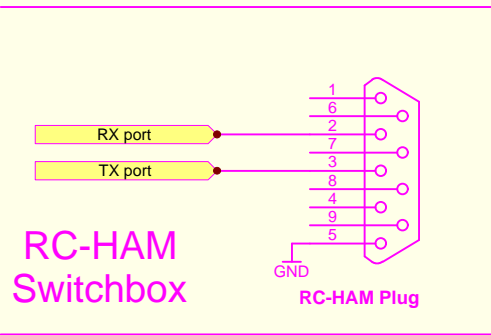 1
6
RX port
2
7
TX port
3
8
4
9
5
RC-HAM
Switchbox
GND
RC-HAM Plug